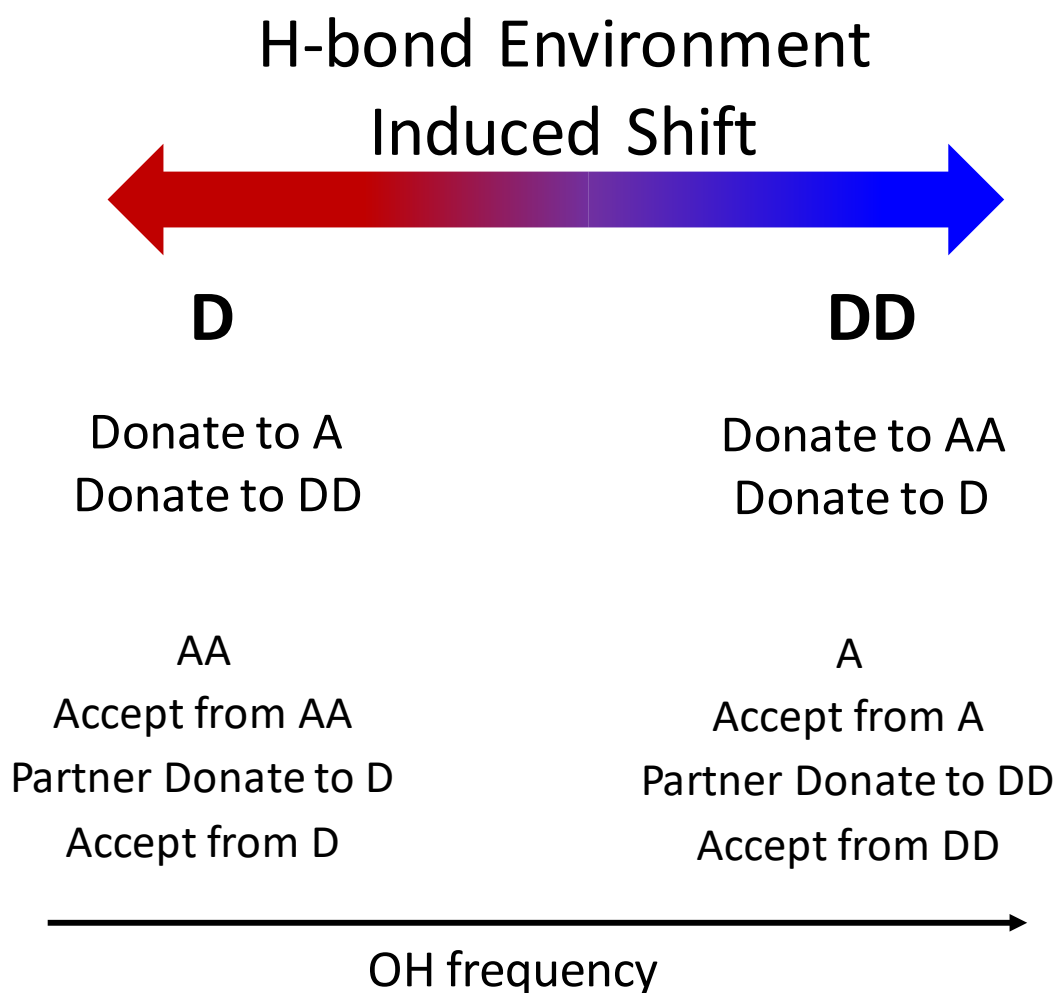 H-bond Environment
Induced Shift
D
DD
Donate to A
Donate to DD
Donate to AA
Donate to D
AA
Accept from AA
Partner Donate to D
Accept from D
A
Accept from A
Partner Donate to DD
Accept from DD
OH frequency